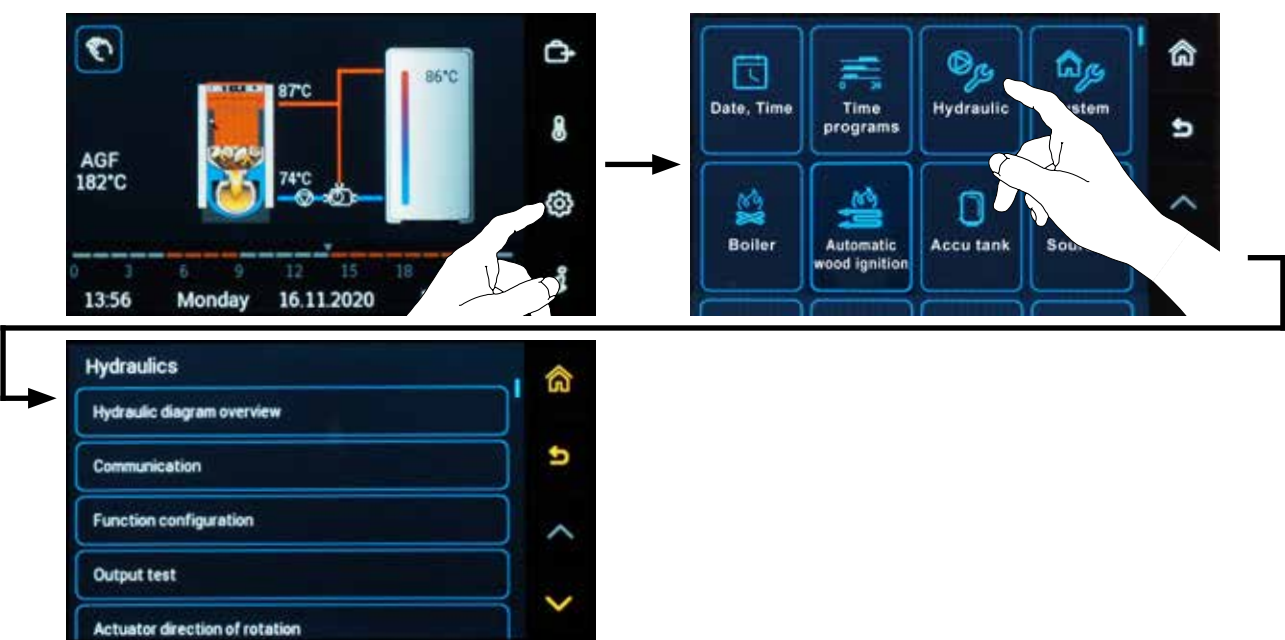 87°C
86°C
AGF
182°C
74°C
0 3 6 9 12 15 18
13:56 Monday 16.11.2020
Date, Time
Time
programs
Hydraulic
Boiler
Automatic
wood ignition
Accu tank
Hydraulics
Hydraulic diagram overview
Communication
Function configuration
Output test
Actuator direction of rotation